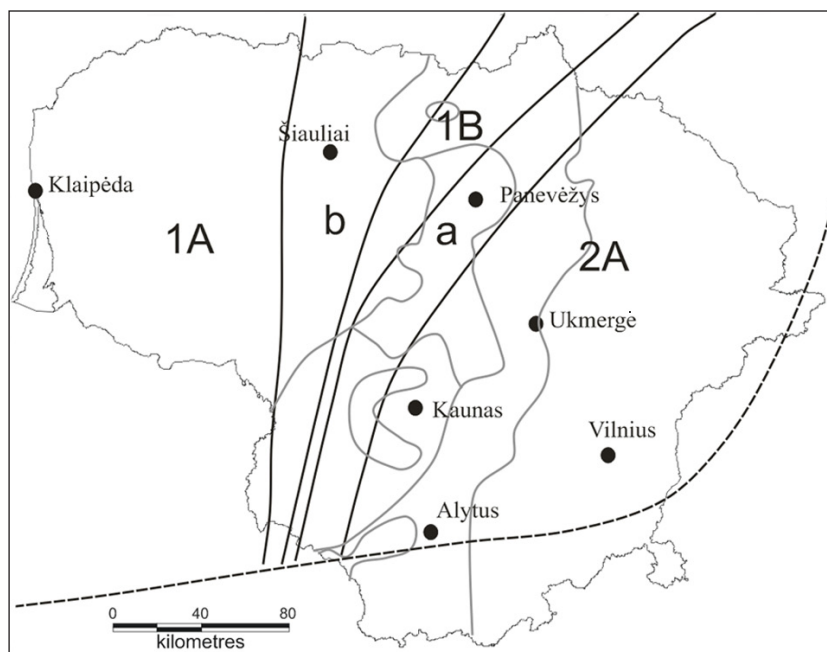 1B
Šiauliai
Klaipėda
Panevėžys
b
a
1A
2A
Ukmergė
Kaunas
Vilnius
Alytus
0 40 80
kilometres